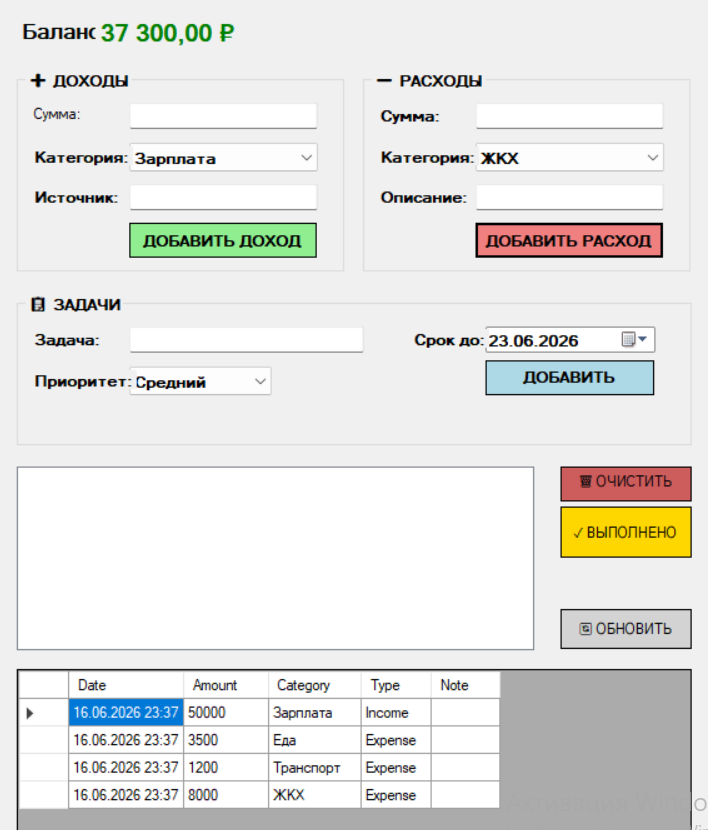 Баланс 37 300,00 ₽
+ ДОХОДЫ
Сумма:
Категория: Зарплата
Источник:
ДОБАВИТЬ ДОХОД
− РАСХОДЫ
Сумма:
Категория: ЖКХ
Описание:
ДОБАВИТЬ РАСХОД
📋 ЗАДАЧИ
Задача:
Срок до: 23.06.2026
Приоритет: Средний
ДОБАВИТЬ
🗑 ОЧИСТИТЬ
✓ ВЫПОЛНЕНО
🔄 ОБНОВИТЬ
Date Amount Category Type Note
16.06.2026 23:37 50000 Зарплата Income
16.06.2026 23:37 3500 Еда Expense
16.06.2026 23:37 1200 Транспорт Expense
16.06.2026 23:37 8000 ЖКХ Expense
Активация Windo